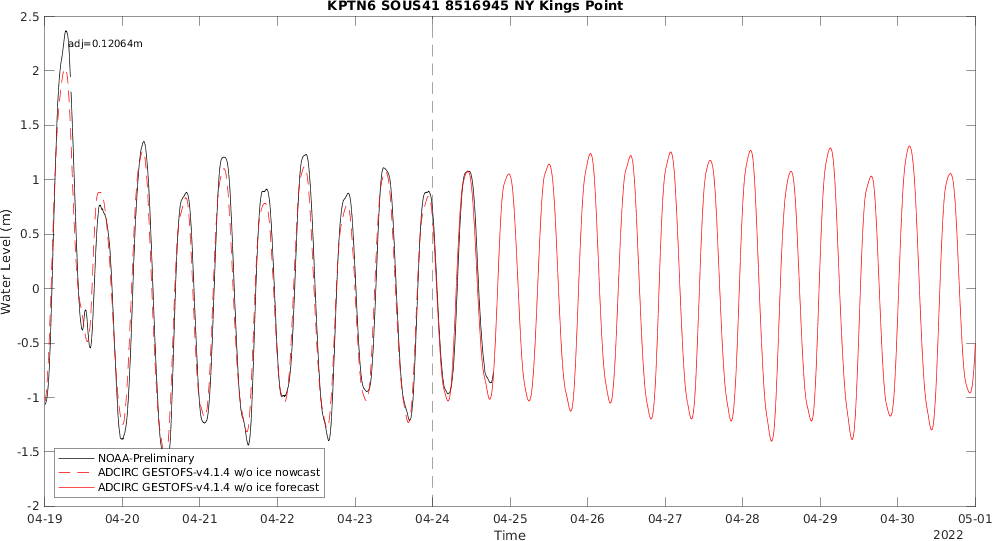 KPTN6 SOUS41 8516945 NY Kings Point
adj=0.12064m
2.5
2
1.5
1
0.5
0
-0.5
-1
-1.5
-2
Water Level (m)
NOAA-Preliminary
ADCIRC GESTOFS-v4.1.4 w/o ice nowcast
ADCIRC GESTOFS-v4.1.4 w/o ice forecast
04-19 04-20 04-21 04-22 04-23 04-24 04-25 04-26 04-27 04-28 04-29 04-30 05-01
Time
2022